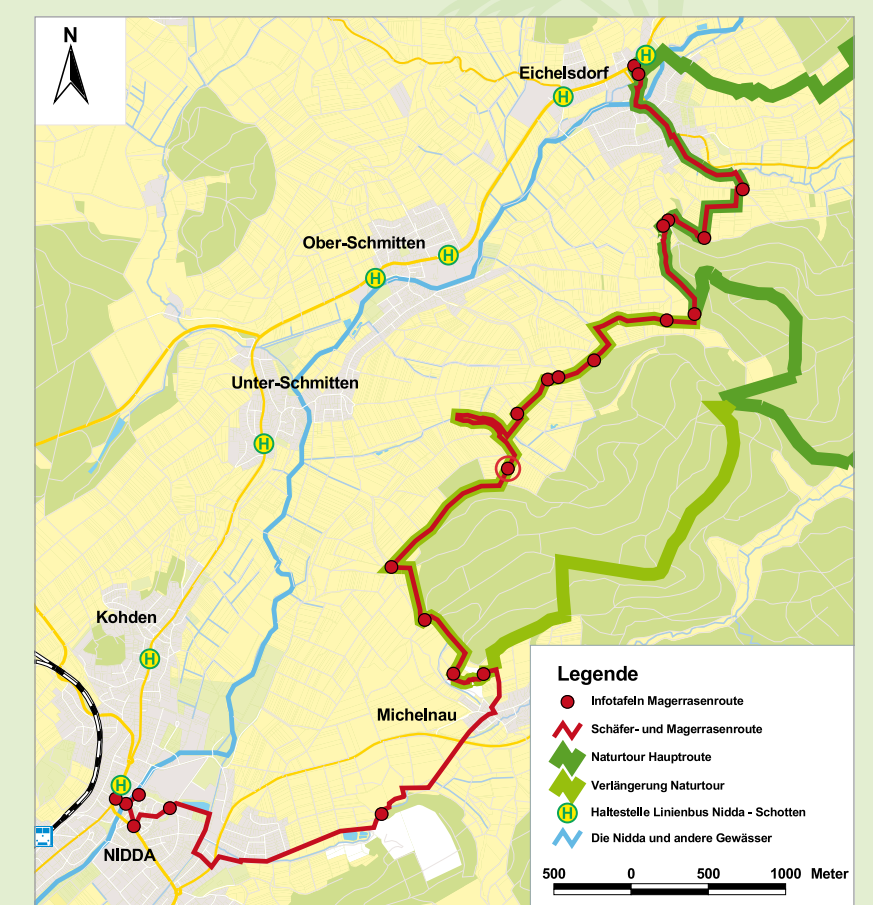 N
Eichelsdorf
H
H
Ober-Schmitten
H
H
Unter-Schmitten
H
Kohden
H
Michelnau
H
NIDDA
Legende
Infotafeln Magerrasenroute
Schäfer- und Magerrasenroute
Naturtour Hauptroute
Verlängerung Naturtour
H Haltestelle Linienbus Nidda - Schotten
Die Nidda und andere Gewässer
500 0 500 1000 Meter